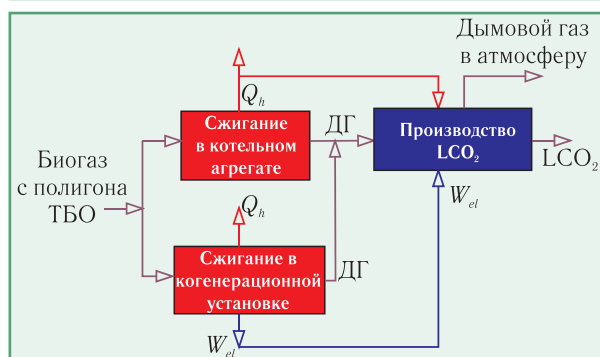 Дымовой газ
в атмосферу
Q_h
Сжигание
в котельном
агрегате
ДГ
Производство
LCO₂
LCO₂
Биогаз
с полигона
ТБО
Q_h
W_el
Сжигание в
когенерационной
установке
ДГ
W_el